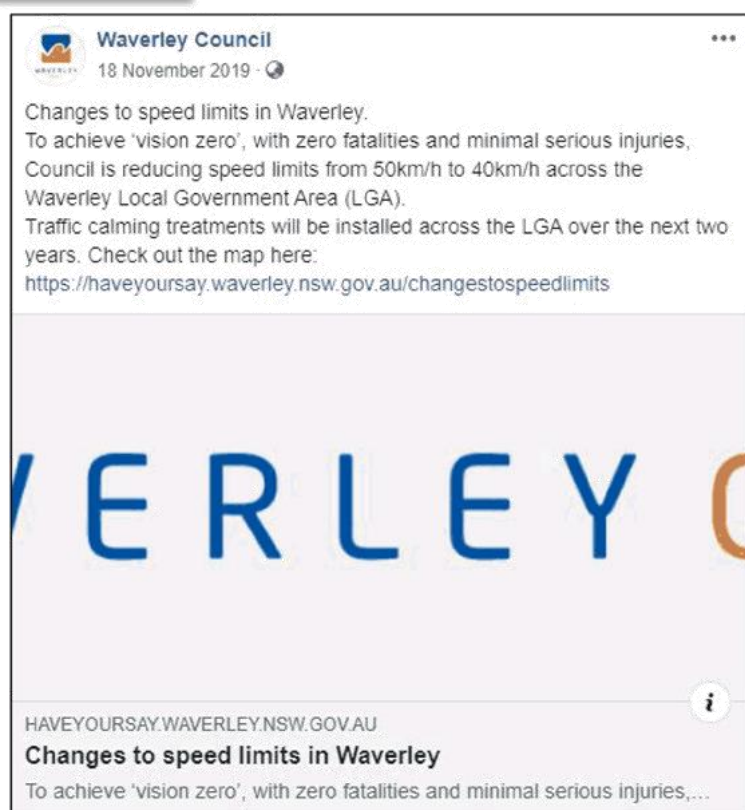 Waverley Council
18 November 2019 ·
WAVERLEY
Changes to speed limits in Waverley.
To achieve 'vision zero', with zero fatalities and minimal serious injuries,
Council is reducing speed limits from 50km/h to 40km/h across the
Waverley Local Government Area (LGA).
Traffic calming treatments will be installed across the LGA over the next two
years. Check out the map here:
https://haveyoursay.waverley.nsw.gov.au/changestospeedlimits
VERLEY C
i
HAVEYOURSAY.WAVERLEY.NSW.GOV.AU
Changes to speed limits in Waverley
To achieve 'vision zero', with zero fatalities and minimal serious injuries,...